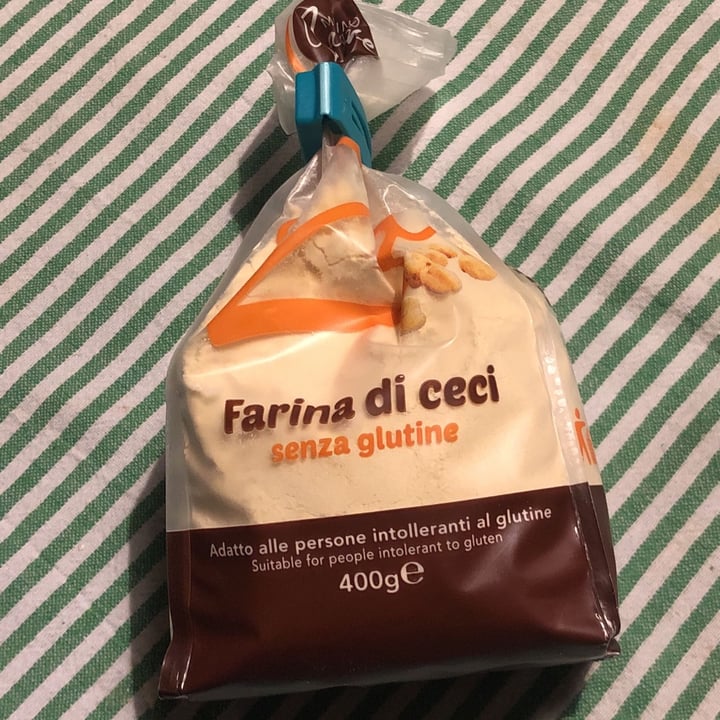 Farina di ceci
senza glutine
Adatto alle persone intolleranti al glutine
Suitable for people intolerant to gluten
400g℮